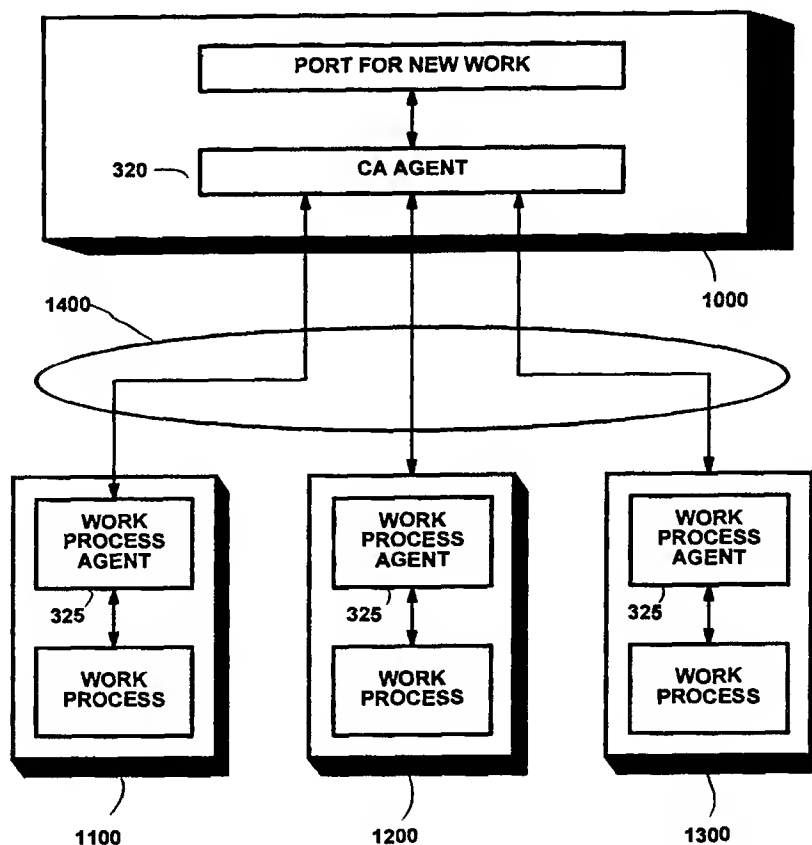 PORT FOR NEW WORK
320
CA AGENT
1000
1400
WORK
PROCESS
AGENT
325
WORK
PROCESS
1100
WORK
PROCESS
AGENT
325
WORK
PROCESS
1200
WORK
PROCESS
AGENT
325
WORK
PROCESS
1300